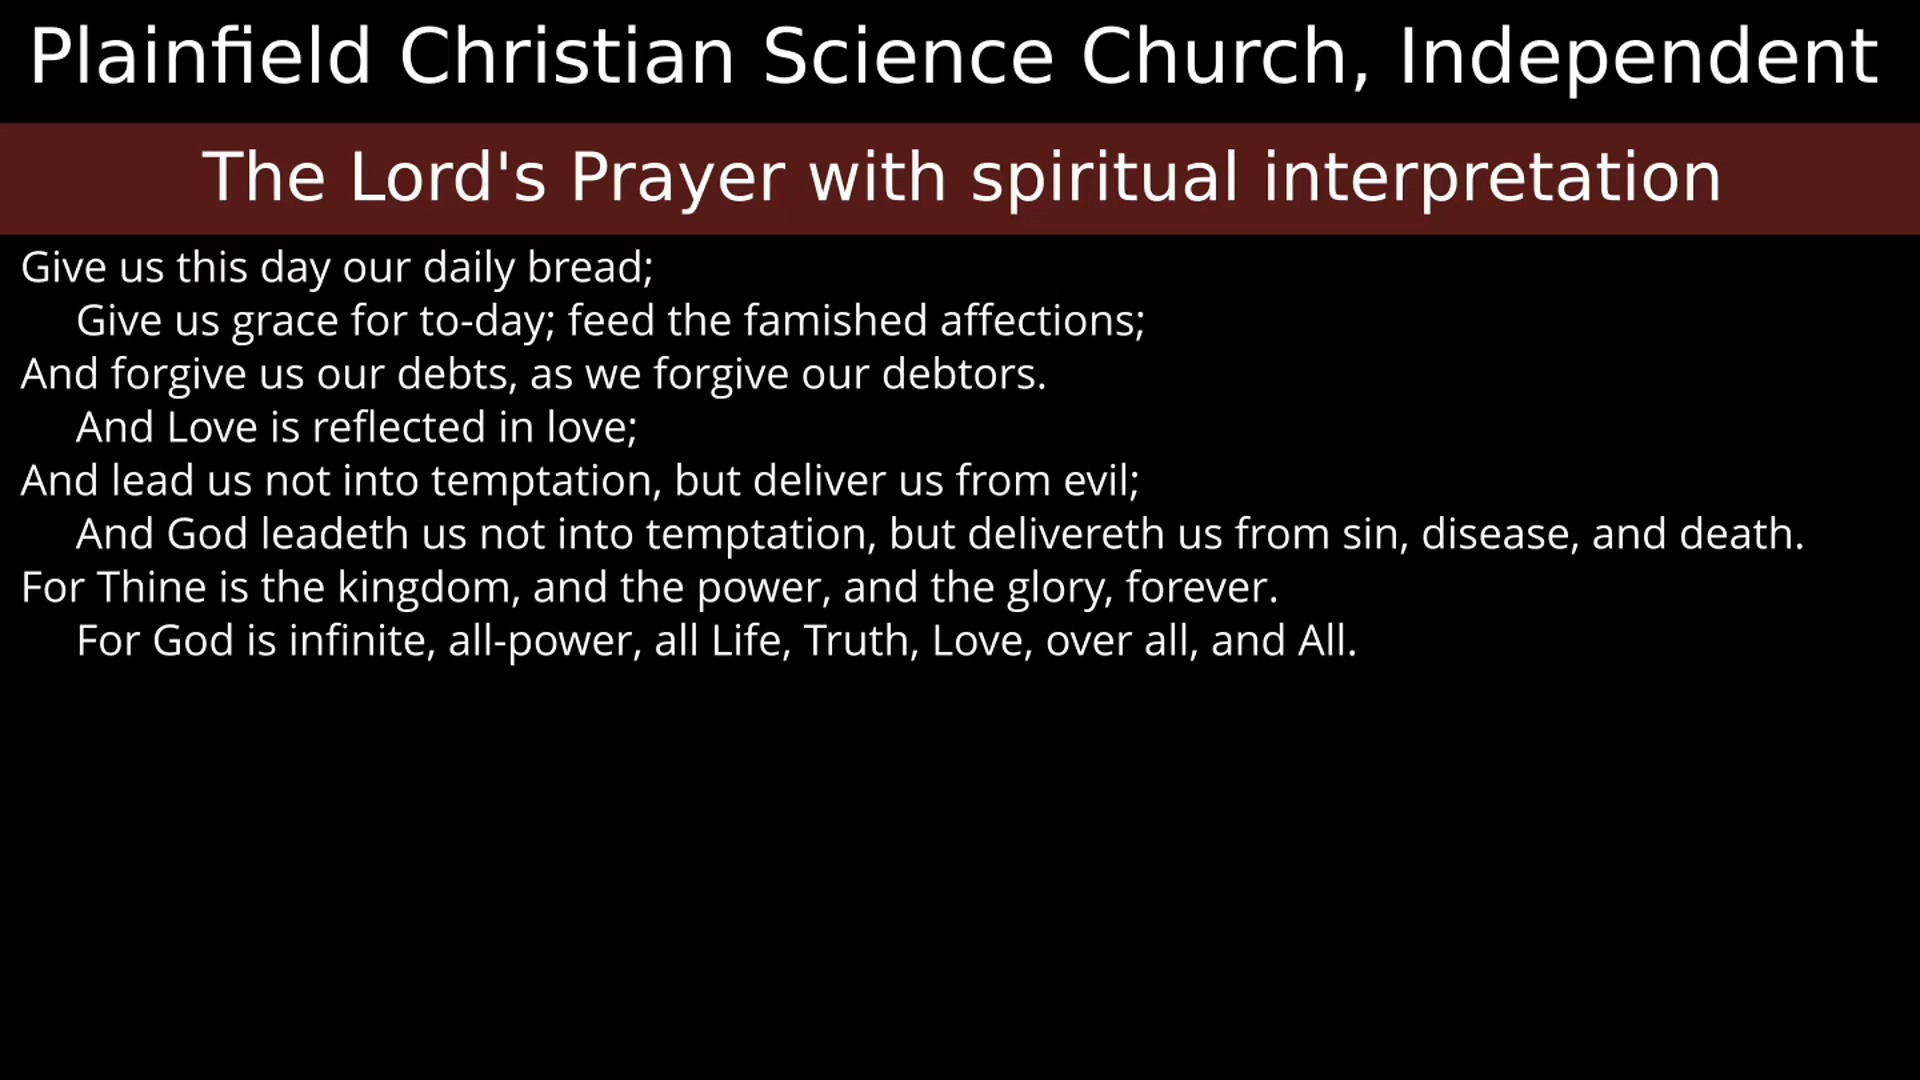 Plainfield Christian Science Church, Independent
The Lord's Prayer with spiritual interpretation
Give us this day our daily bread;
Give us grace for to-day; feed the famished affections;
And forgive us our debts, as we forgive our debtors.
And Love is reflected in love;
And lead us not into temptation, but deliver us from evil;
And God leadeth us not into temptation, but delivereth us from sin, disease, and death.
For Thine is the kingdom, and the power, and the glory, forever.
For God is infinite, all-power, all Life, Truth, Love, over all, and All.